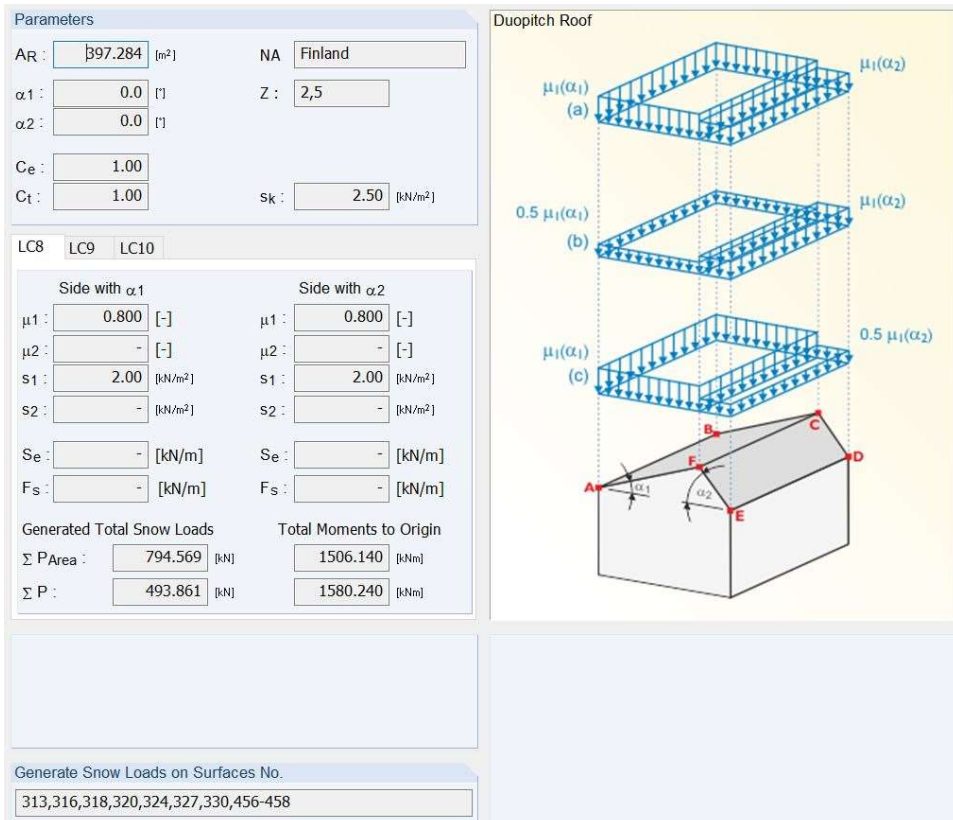 Parameters
AR : 397.284 [m²] NA Finland
α1 : 0.0 [°] Z : 2,5
α2 : 0.0 [°]
Ce : 1.00
Ct : 1.00 sk : 2.50 [kN/m²]
LC8 LC9 LC10
Side with α1 Side with α2
μ1 : 0.800 [-] μ1 : 0.800 [-]
μ2 : - [-] μ2 : - [-]
s1 : 2.00 [kN/m²] s1 : 2.00 [kN/m²]
s2 : - [kN/m²] s2 : - [kN/m²]
Se : - [kN/m] Se : - [kN/m]
Fs : - [kN/m] Fs : - [kN/m]
Generated Total Snow Loads Total Moments to Origin
Σ PArea : 794.569 [kN] 1506.140 [kNm]
Σ P : 493.861 [kN] 1580.240 [kNm]
Generate Snow Loads on Surfaces No.
313,316,318,320,324,327,330,456-458
Duopitch Roof
μ1(α1) μ1(α2)
(a)
0.5 μ1(α1) μ1(α2)
(b)
μ1(α1) 0.5 μ1(α2)
(c)
B C
F D
A α1 α2 E